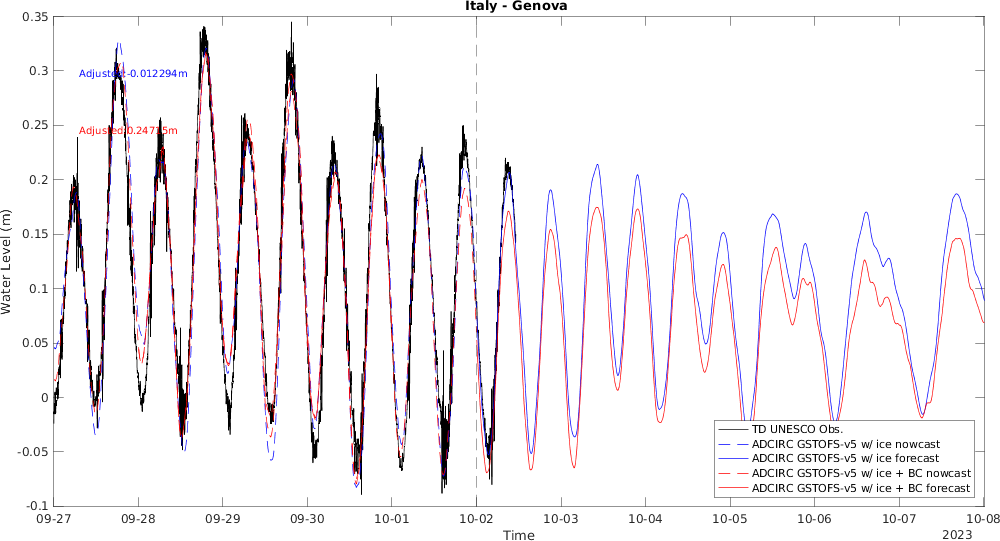 Italy - Genova
0.35
0.3
0.25
0.2
0.15
0.1
0.05
0
-0.05
-0.1
Water Level (m)
Adjusted:-0.012294m
TD UNESCO Obs.
ADCIRC GSTOFS-v5 w/ ice nowcast
ADCIRC GSTOFS-v5 w/ ice forecast
ADCIRC GSTOFS-v5 w/ ice + BC nowcast
ADCIRC GSTOFS-v5 w/ ice + BC forecast
09-27 09-28 09-29 09-30 10-01 10-02 10-03 10-04 10-05 10-06 10-07 10-08
Time
2023